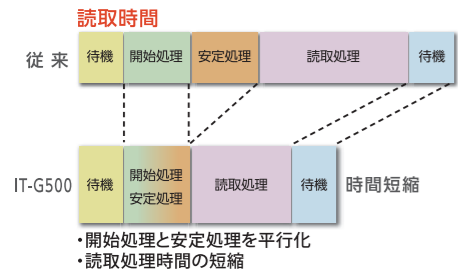 読取時間
従来 待機 開始処理 安定処理 読取処理 待機
IT-G500 待機 開始処理 読取処理 待機 時間短縮
安定処理
・開始処理と安定処理を平行化
・読取処理時間の短縮